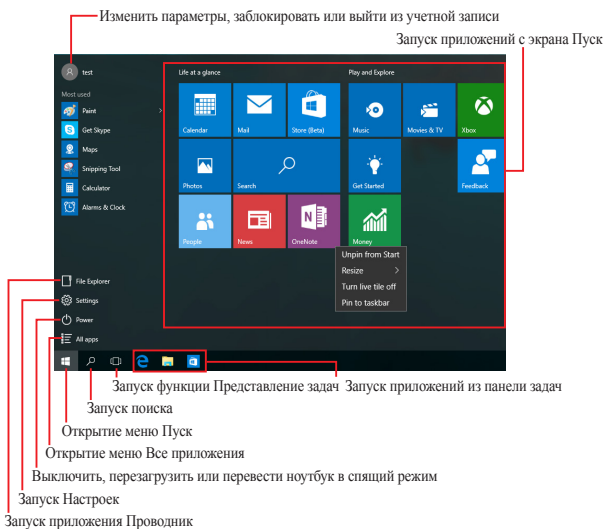 Изменить параметры, заблокировать или выйти из учетной записи
Запуск приложений с экрана Пуск
test
Life at a glance
Play and Explore
Most used
Paint
Get Skype
Maps
Snipping Tool
Calculator
Alarms & Clock
Calendar
Mail
Store (Beta)
Music
Movies & TV
Xbox
Photos
Search
Get Started
Feedback
People
News
OneNote
Money
Unpin from Start
Resize
Turn live tile off
Pin to taskbar
File Explorer
Settings
Power
All apps
Запуск функции Представление задач
Запуск приложений из панели задач
Запуск поиска
Открытие меню Пуск
Открытие меню Все приложения
Выключить, перезагрузить или перевести ноутбук в спящий режим
Запуск Настроек
Запуск приложения Проводник